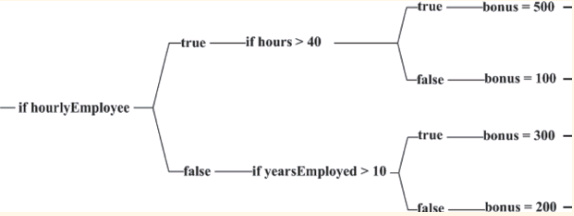 true bonus = 500
true if hours > 40
false bonus = 100
if hourlyEmployee
true bonus = 300
false if yearsEmployed > 10
false bonus = 200